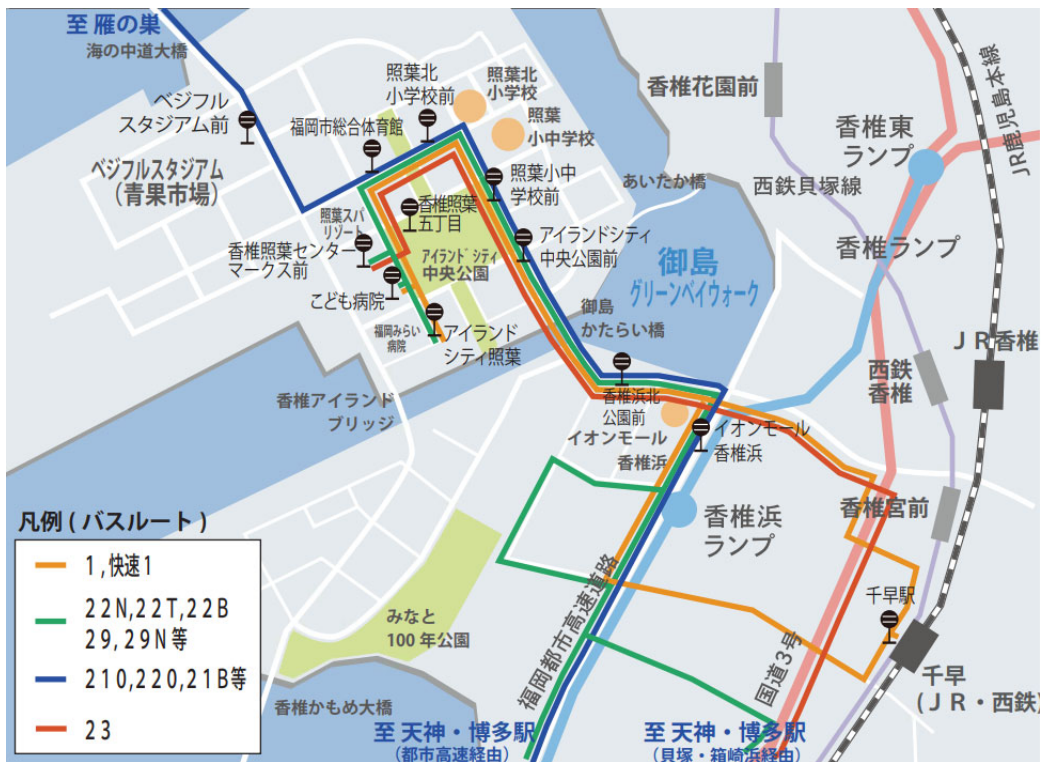 至 雁の巣
海の中道大橋
ベジフル
スタジアム前
ベジフルスタジアム
（青果市場）
福岡市総合体育館
照葉北
小学校前
照葉北
小学校
照葉
小中学校
照葉小中
学校前
香椎照葉
五丁目
照葉スパ
リゾート
香椎照葉センター
マークス前
アイランドシティ
中央公園
アイランドシティ
中央公園前
こども病院
福岡みらい
病院
アイランド
シティ照葉
あいたか橋
御島
グリーンベイウォーク
御島
かたらい橋
香椎花園前
西鉄貝塚線
香椎東
ランプ
香椎ランプ
JR鹿児島本線
ＪＲ香椎
西鉄
香椎
香椎宮前
香椎アイランド
ブリッジ
香椎浜北
公園前
イオンモール
香椎浜
イオンモール
香椎浜
香椎浜
ランプ
千早駅
千早
(ＪＲ・西鉄)
福岡都市高速道路
国道3号
みなと
100年公園
香椎かもめ大橋
至 天神・博多駅
（都市高速経由）
至 天神・博多駅
（貝塚・箱崎浜経由）
凡例(バスルート)
1,快速1
22N,22T,22B
29,29N等
210,220,21B等
23